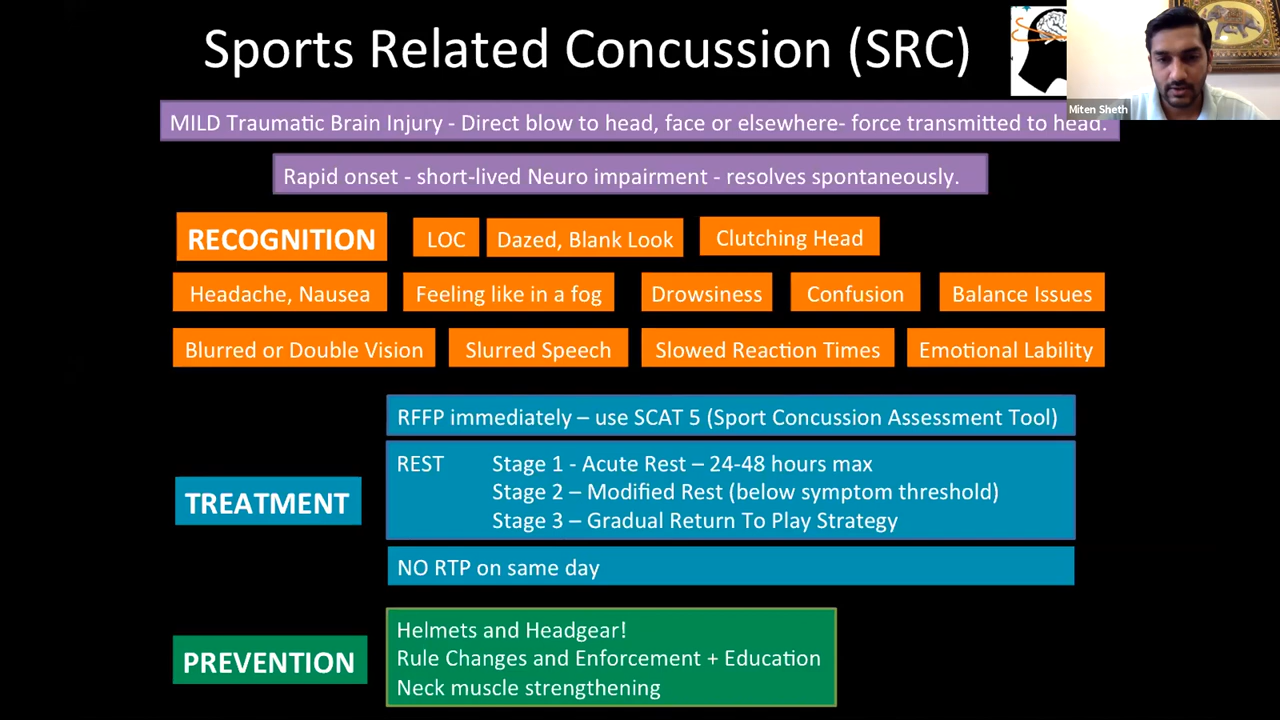 Sports Related Concussion (SRC)
Miten Sheth
MILD Traumatic Brain Injury - Direct blow to head, face or elsewhere- force transmitted to head.
Rapid onset - short-lived Neuro impairment - resolves spontaneously.
RECOGNITION
LOC
Dazed, Blank Look
Clutching Head
Headache, Nausea
Feeling like in a fog
Drowsiness
Confusion
Balance Issues
Blurred or Double Vision
Slurred Speech
Slowed Reaction Times
Emotional Lability
TREATMENT
RFFP immediately – use SCAT 5 (Sport Concussion Assessment Tool)
REST Stage 1 - Acute Rest – 24-48 hours max
Stage 2 – Modified Rest (below symptom threshold)
Stage 3 – Gradual Return To Play Strategy
NO RTP on same day
PREVENTION
Helmets and Headgear!
Rule Changes and Enforcement + Education
Neck muscle strengthening